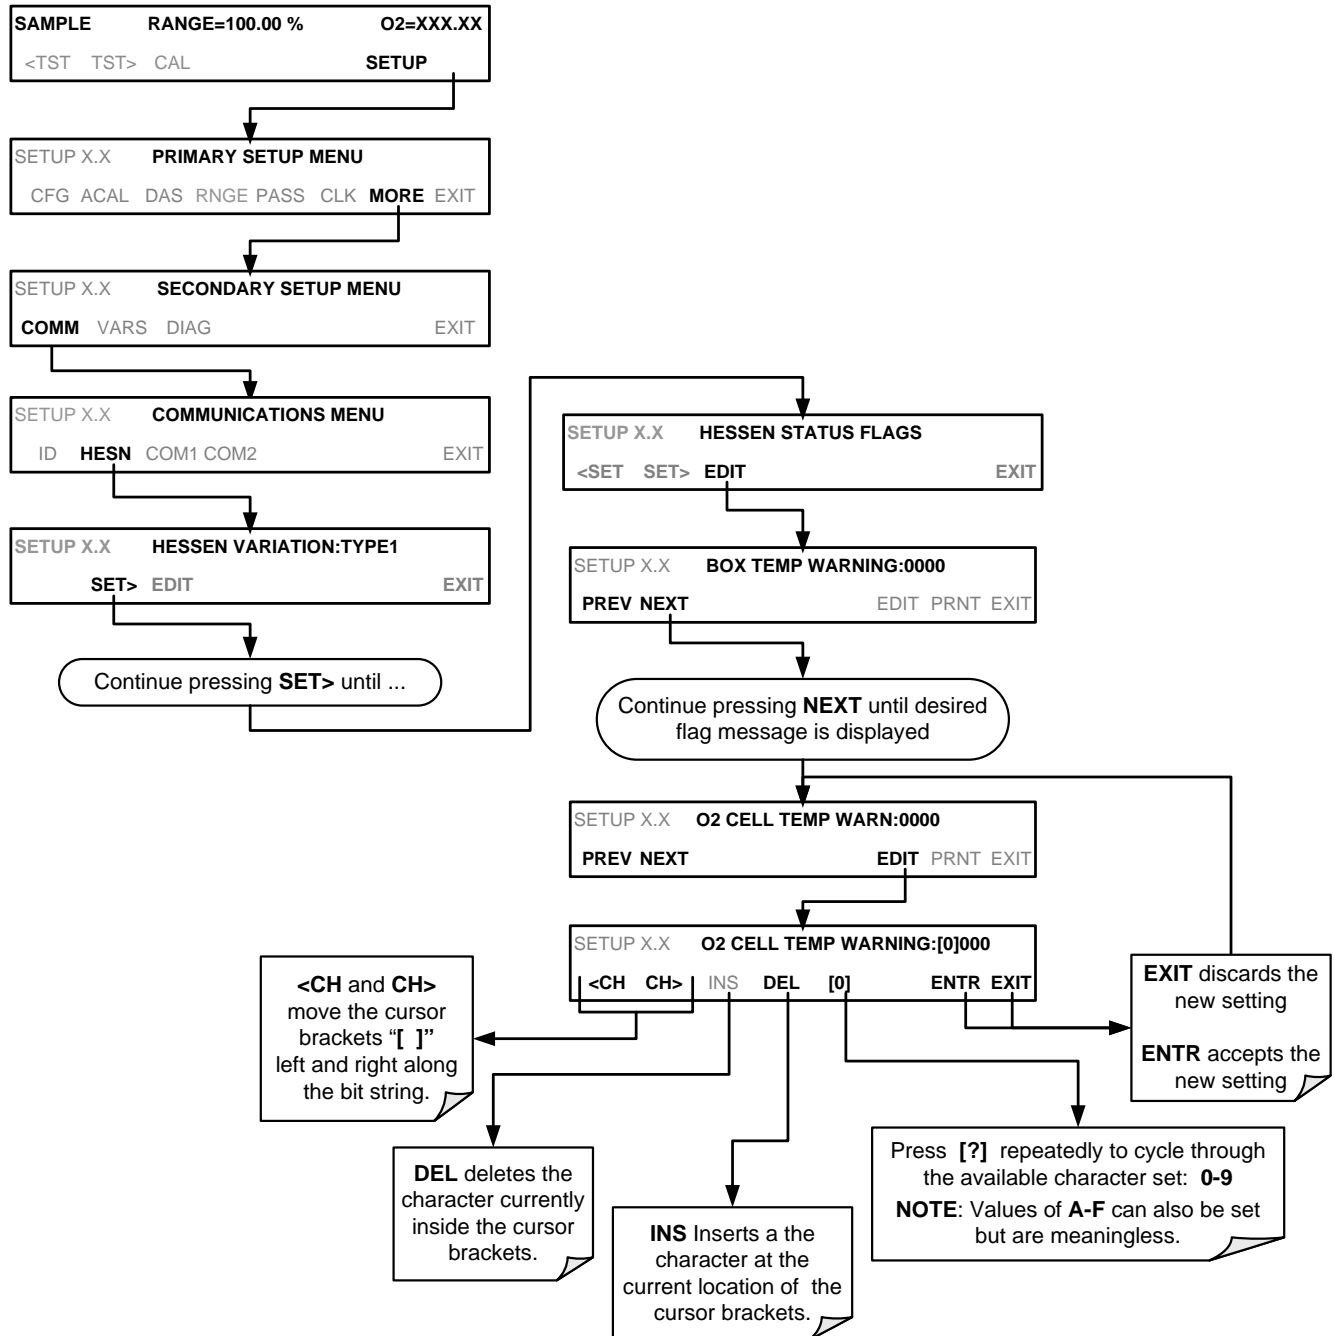 SAMPLE RANGE=100.00 % O2=XXX.XX
<TST TST> CAL SETUP
SETUP X.X PRIMARY SETUP MENU
CFG ACAL DAS RNGE PASS CLK MORE EXIT
SETUP X.X SECONDARY SETUP MENU
COMM VARS DIAG EXIT
SETUP X.X COMMUNICATIONS MENU
ID HESN COM1 COM2 EXIT
SETUP X.X HESSEN VARIATION:TYPE1
SET> EDIT EXIT
Continue pressing SET> until ...
SETUP X.X HESSEN STATUS FLAGS
<SET SET> EDIT EXIT
SETUP X.X BOX TEMP WARNING:0000
PREV NEXT EDIT PRNT EXIT
Continue pressing NEXT until desired
flag message is displayed
SETUP X.X O2 CELL TEMP WARN:0000
PREV NEXT EDIT PRNT EXIT
SETUP X.X O2 CELL TEMP WARNING:[0]000
<CH CH> INS DEL [0] ENTR EXIT
<CH and CH>
move the cursor
brackets “[ ]”
left and right along
the bit string.
EXIT discards the
new setting
ENTR accepts the
new setting
DEL deletes the
character currently
inside the cursor
brackets.
INS Inserts a the
character at the
current location of the
cursor brackets.
Press [?] repeatedly to cycle through
the available character set: 0-9
NOTE: Values of A-F can also be set
but are meaningless.